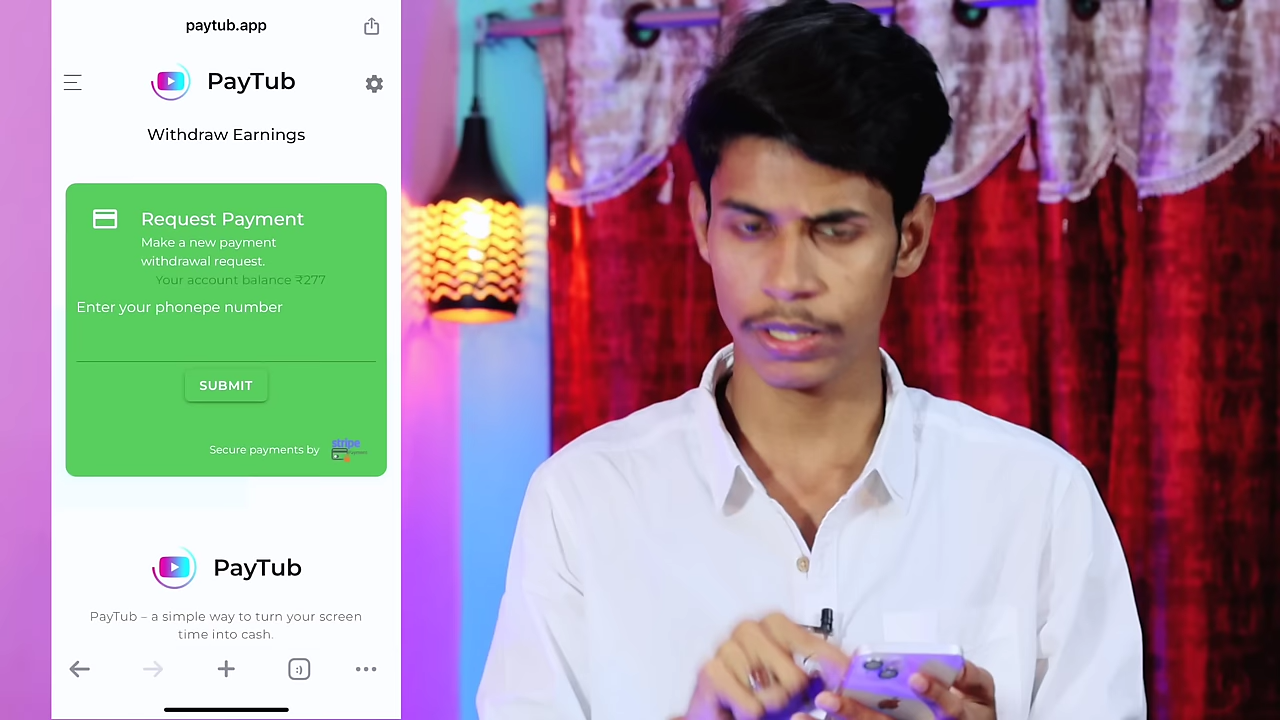 paytub.app
PayTub
Withdraw Earnings
Request Payment
Make a new payment
withdrawal request.
Your account balance ₹277
Enter your phonepe number
SUBMIT
Secure payments by
stripe
PayTub
PayTub – a simple way to turn your screen
time into cash.